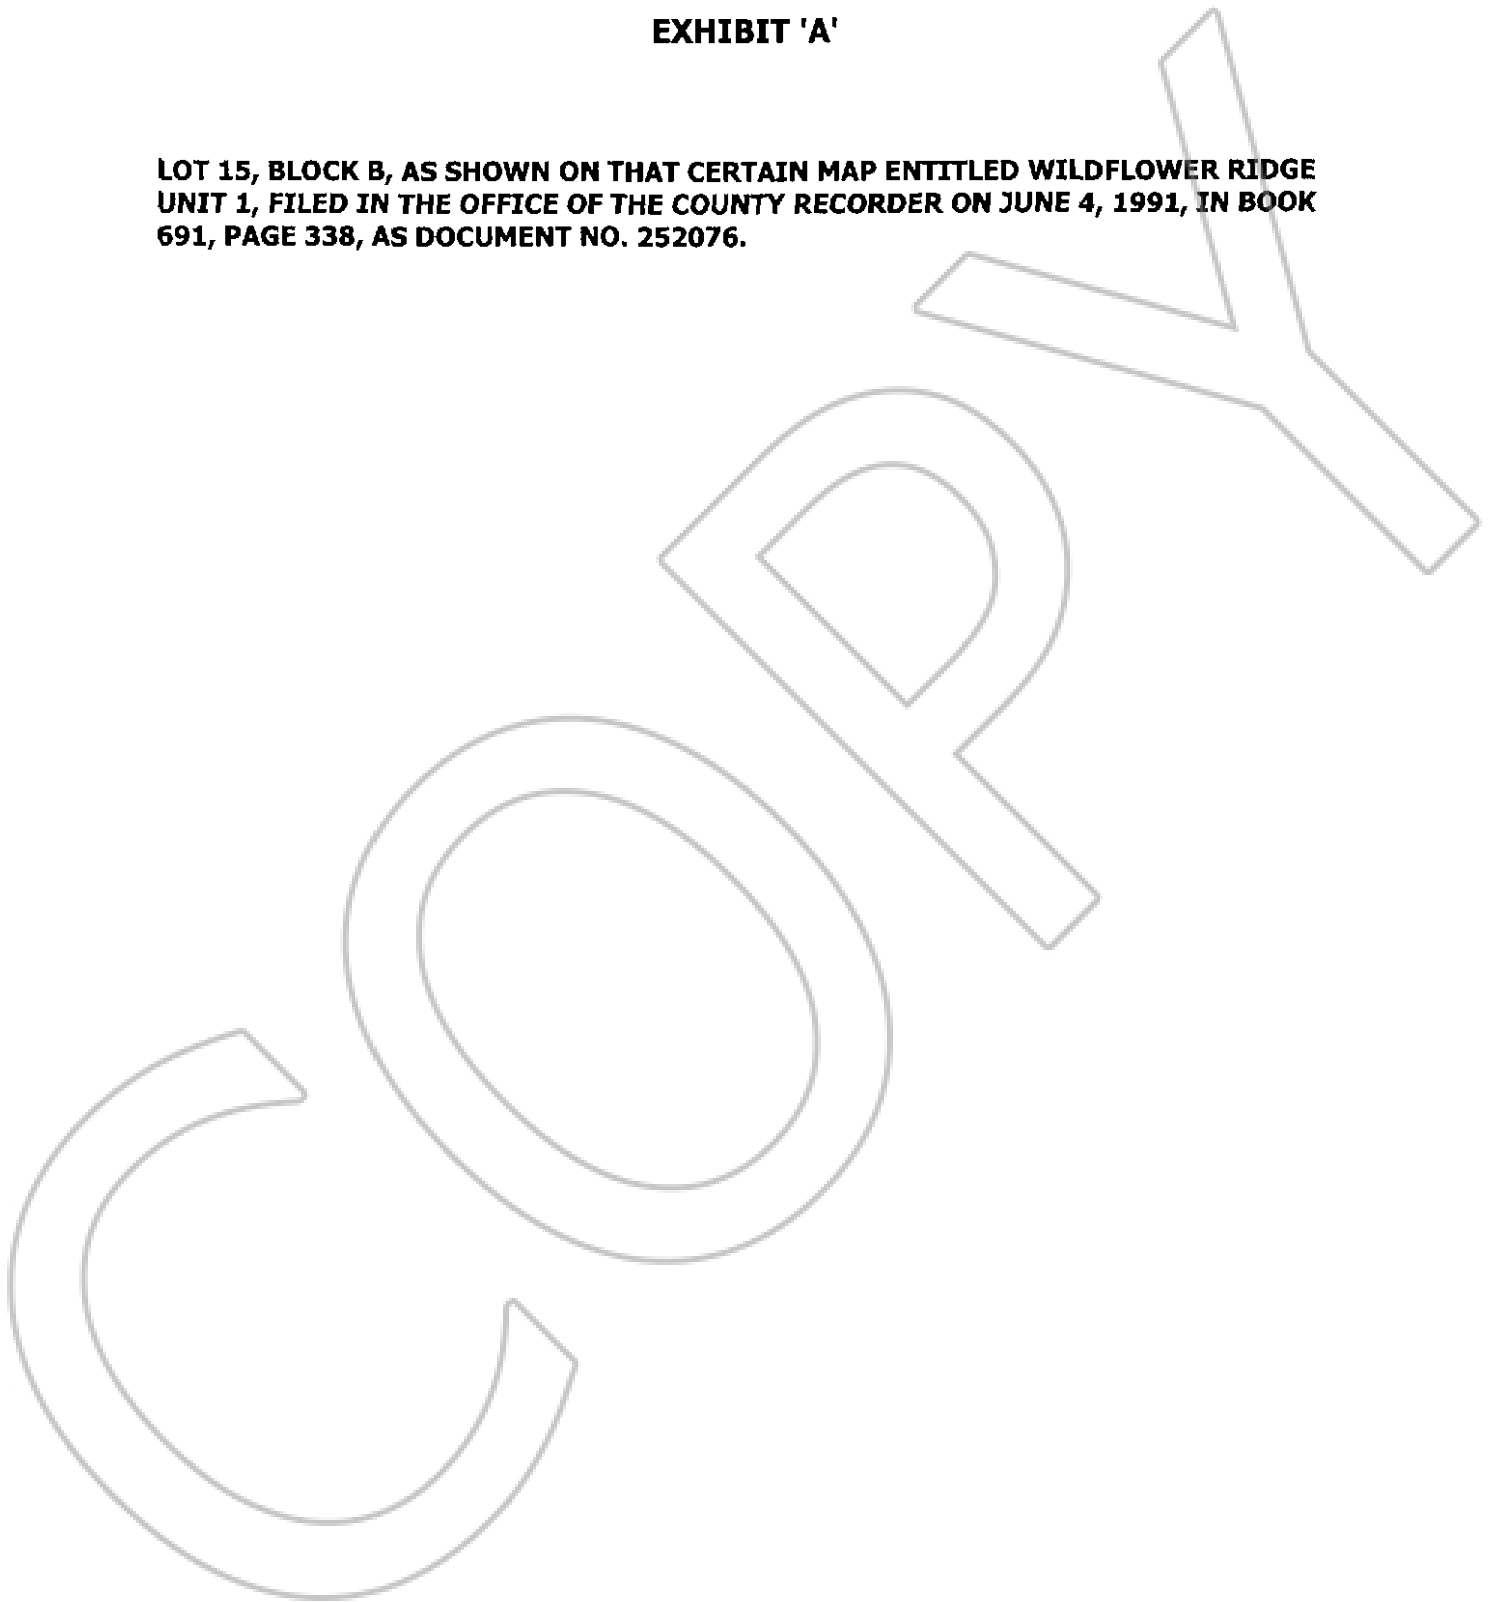 EXHIBIT 'A'
LOT 15, BLOCK B, AS SHOWN ON THAT CERTAIN MAP ENTITLED WILDFLOWER RIDGE
UNIT 1, FILED IN THE OFFICE OF THE COUNTY RECORDER ON JUNE 4, 1991, IN BOOK
691, PAGE 338, AS DOCUMENT NO. 252076.
COPY